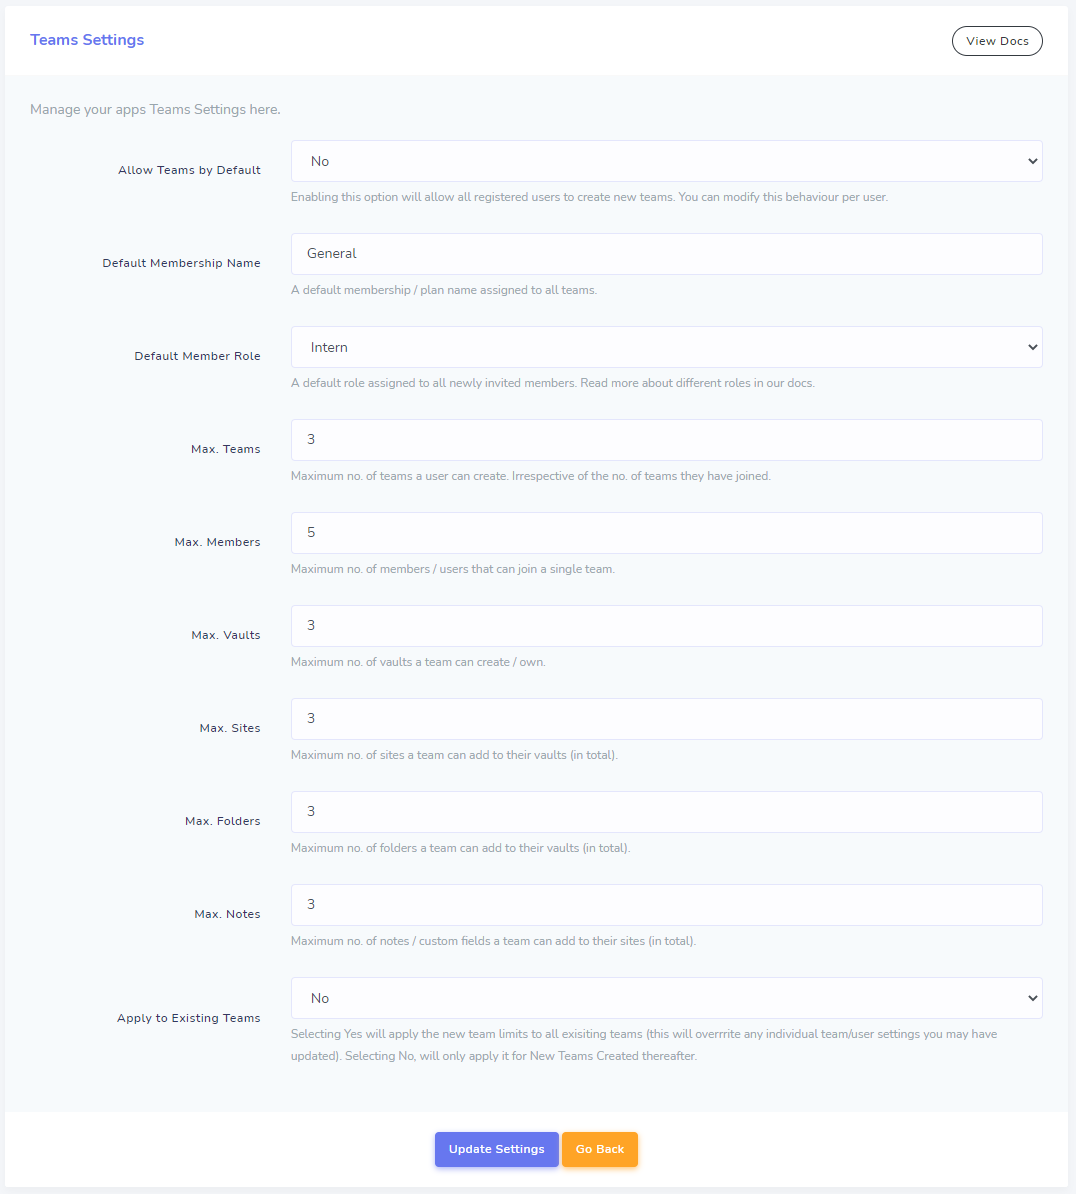 Teams Settings
View Docs
Manage your apps Teams Settings here.
Allow Teams by Default
No
Enabling this option will allow all registered users to create new teams. You can modify this behaviour per user.
Default Membership Name
General
A default membership / plan name assigned to all teams.
Default Member Role
Intern
A default role assigned to all newly invited members. Read more about different roles in our docs.
Max. Teams
3
Maximum no. of teams a user can create. Irrespective of the no. of teams they have joined.
Max. Members
5
Maximum no. of members / users that can join a single team.
Max. Vaults
3
Maximum no. of vaults a team can create / own.
Max. Sites
3
Maximum no. of sites a team can add to their vaults (in total).
Max. Folders
3
Maximum no. of folders a team can add to their vaults (in total).
Max. Notes
3
Maximum no. of notes / custom fields a team can add to their sites (in total).
Apply to Existing Teams
No
Selecting Yes will apply the new team limits to all exisiting teams (this will overrrite any individual team/user settings you may have
updated). Selecting No, will only apply it for New Teams Created thereafter.
Update Settings
Go Back